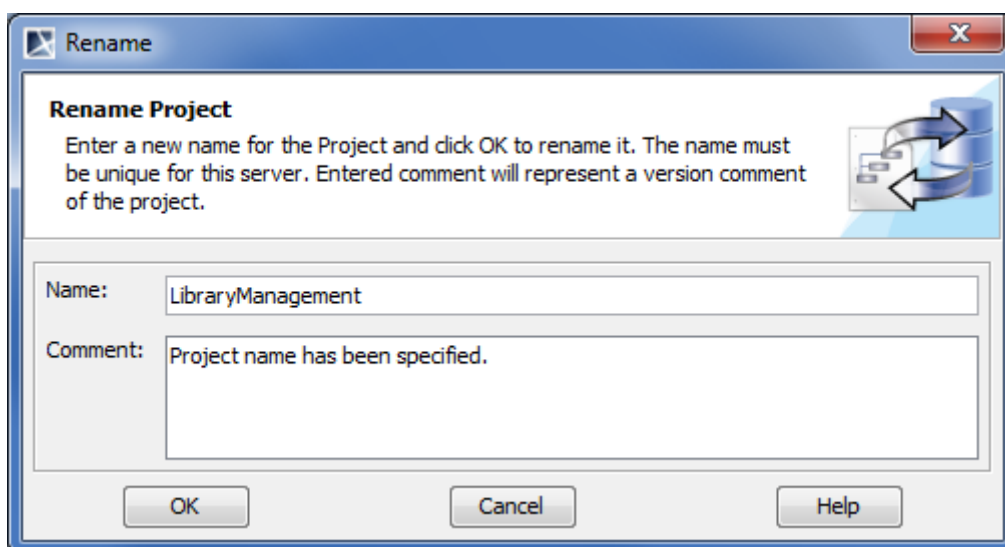 Rename
Rename Project
Enter a new name for the Project and click OK to rename it. The name must
be unique for this server. Entered comment will represent a version comment
of the project.
Name:
LibraryManagement
Comment:
Project name has been specified.
OK
Cancel
Help